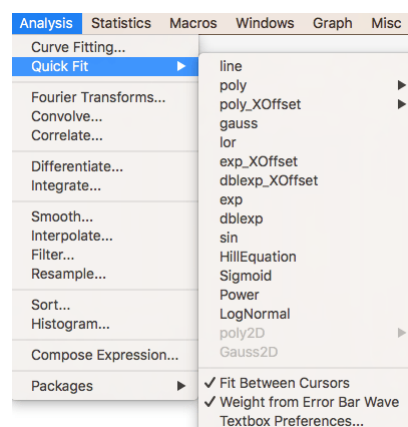 Analysis Statistics Macros Windows Graph Misc
Curve Fitting...
Quick Fit
Fourier Transforms...
Convolve...
Correlate...
Differentiate...
Integrate...
Smooth...
Interpolate...
Filter...
Resample...
Sort...
Histogram...
Compose Expression...
Packages
line
poly
poly_XOffset
gauss
lor
exp_XOffset
dblexp_XOffset
exp
dblexp
sin
HillEquation
Sigmoid
Power
LogNormal
poly2D
Gauss2D
✓ Fit Between Cursors
✓ Weight from Error Bar Wave
Textbox Preferences...